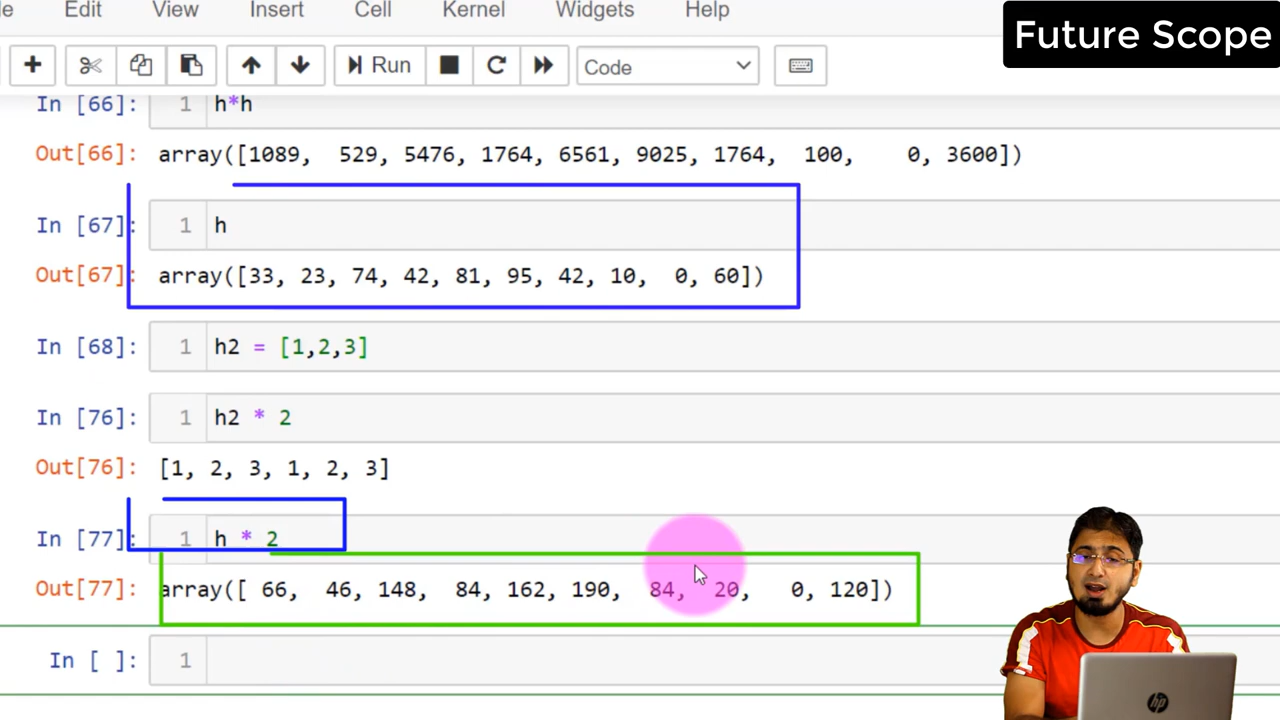 Edit View Insert Cell Kernel Widgets Help
Future Scope
Run Code
In [66]: 1 h*h
Out[66]: array([1089, 529, 5476, 1764, 6561, 9025, 1764, 100, 0, 3600])
In [67]: 1 h
Out[67]: array([33, 23, 74, 42, 81, 95, 42, 10, 0, 60])
In [68]: 1 h2 = [1,2,3]
In [76]: 1 h2 * 2
Out[76]: [1, 2, 3, 1, 2, 3]
In [77]: 1 h * 2
Out[77]: array([ 66, 46, 148, 84, 162, 190, 84, 20, 0, 120])
In [ ]: 1
hp